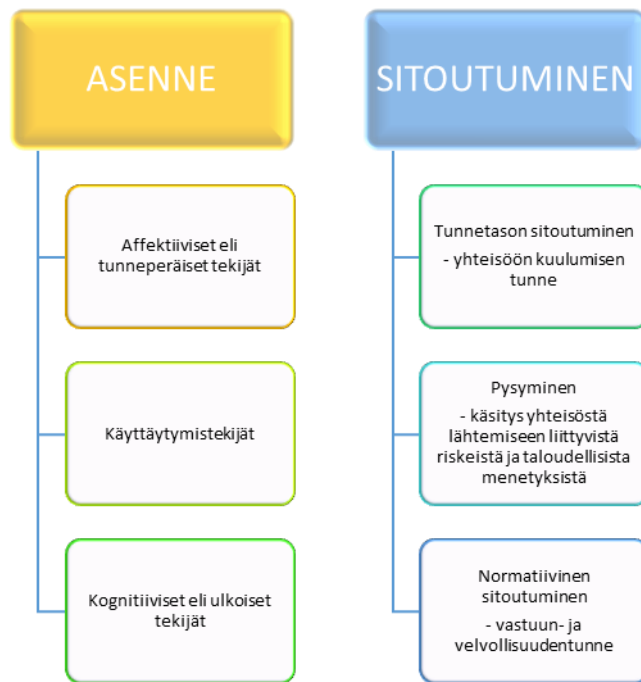 ASENNE
Affektiiviset eli
tunneperäiset tekijät
Käyttäytymistekijät
Kognitiiviset eli ulkoiset
tekijät
SITOUTUMINEN
Tunnetason sitoutuminen
- yhteisöön kuulumisen
tunne
Pysyminen
- käsitys yhteisöstä
lähtemiseen liittyvistä
riskeistä ja taloudellisista
menetyksistä
Normatiivinen
sitoutuminen
- vastuun- ja
velvollisuudentunne